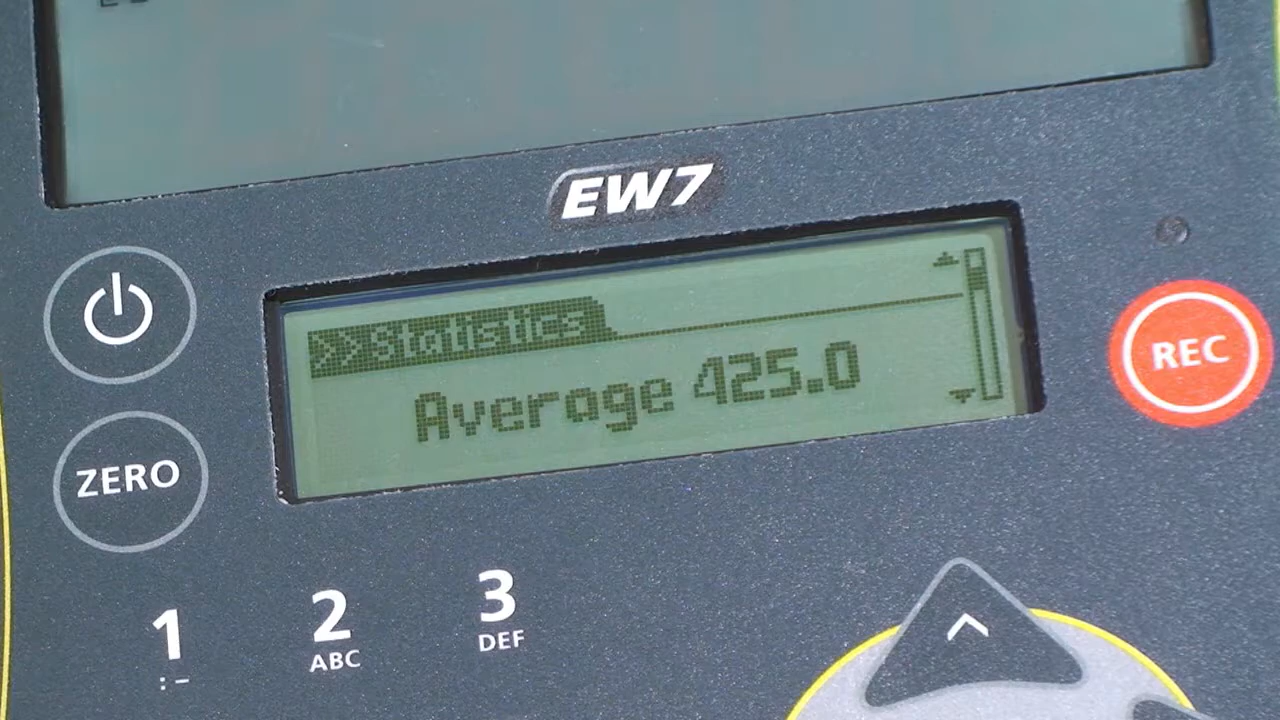 EW7
>>Statistics
Average 425.0
REC
ZERO
1
:-
2
ABC
3
DEF